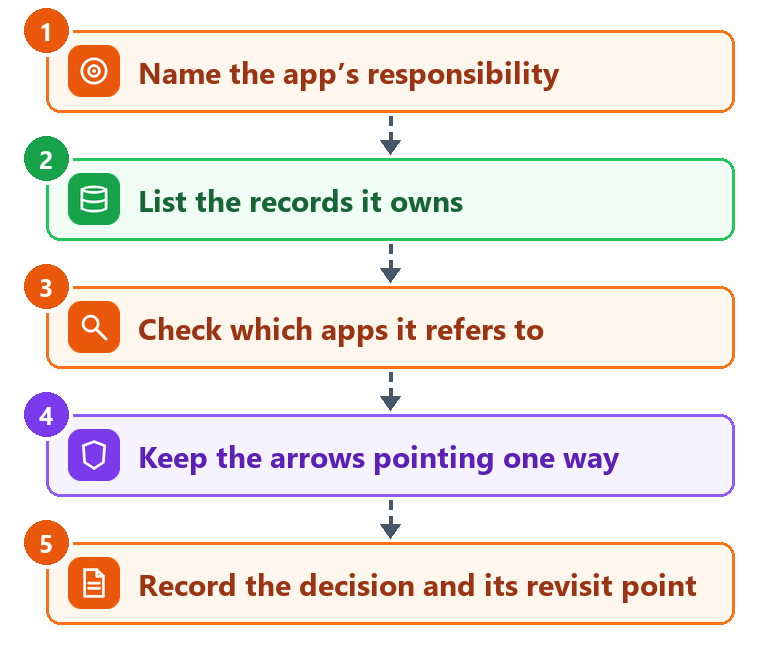 1
Name the app’s responsibility
2
List the records it owns
3
Check which apps it refers to
4
Keep the arrows pointing one way
5
Record the decision and its revisit point